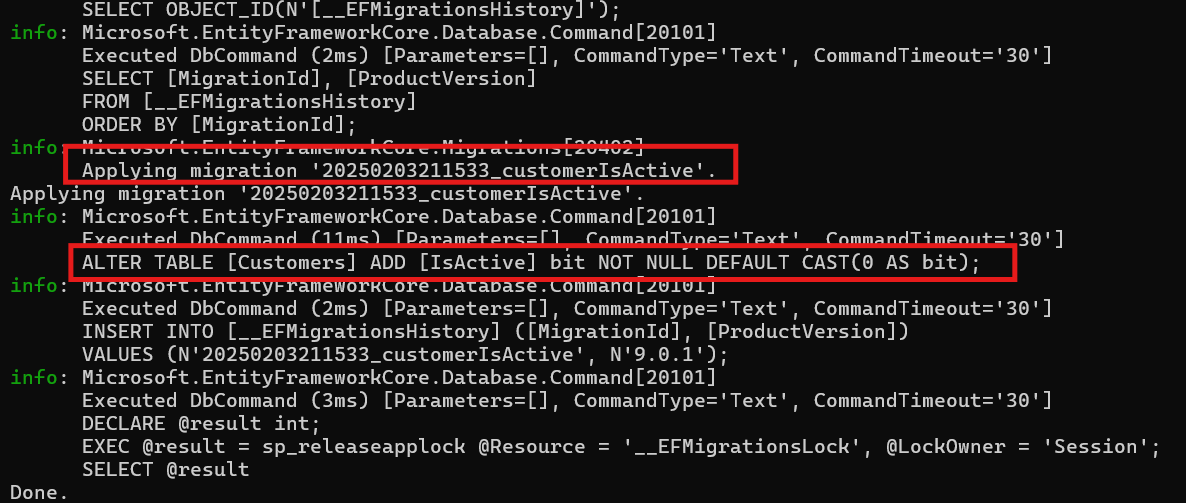 SELECT OBJECT_ID(N'[__EFMigrationsHistory]');
info: Microsoft.EntityFrameworkCore.Database.Command[20101]
Executed DbCommand (2ms) [Parameters=[], CommandType='Text', CommandTimeout='30']
SELECT [MigrationId], [ProductVersion]
FROM [__EFMigrationsHistory]
ORDER BY [MigrationId];
info: Microsoft.EntityFrameworkCore.Migrations[20402]
Applying migration '20250203211533_customerIsActive'.
Applying migration '20250203211533_customerIsActive'.
info: Microsoft.EntityFrameworkCore.Database.Command[20101]
Executed DbCommand (11ms) [Parameters=[], CommandType='Text', CommandTimeout='30']
ALTER TABLE [Customers] ADD [IsActive] bit NOT NULL DEFAULT CAST(0 AS bit);
info: Microsoft.EntityFrameworkCore.Database.Command[20101]
Executed DbCommand (2ms) [Parameters=[], CommandType='Text', CommandTimeout='30']
INSERT INTO [__EFMigrationsHistory] ([MigrationId], [ProductVersion])
VALUES (N'20250203211533_customerIsActive', N'9.0.1');
info: Microsoft.EntityFrameworkCore.Database.Command[20101]
Executed DbCommand (3ms) [Parameters=[], CommandType='Text', CommandTimeout='30']
DECLARE @result int;
EXEC @result = sp_releaseapplock @Resource = '__EFMigrationsLock', @LockOwner = 'Session';
SELECT @result
Done.